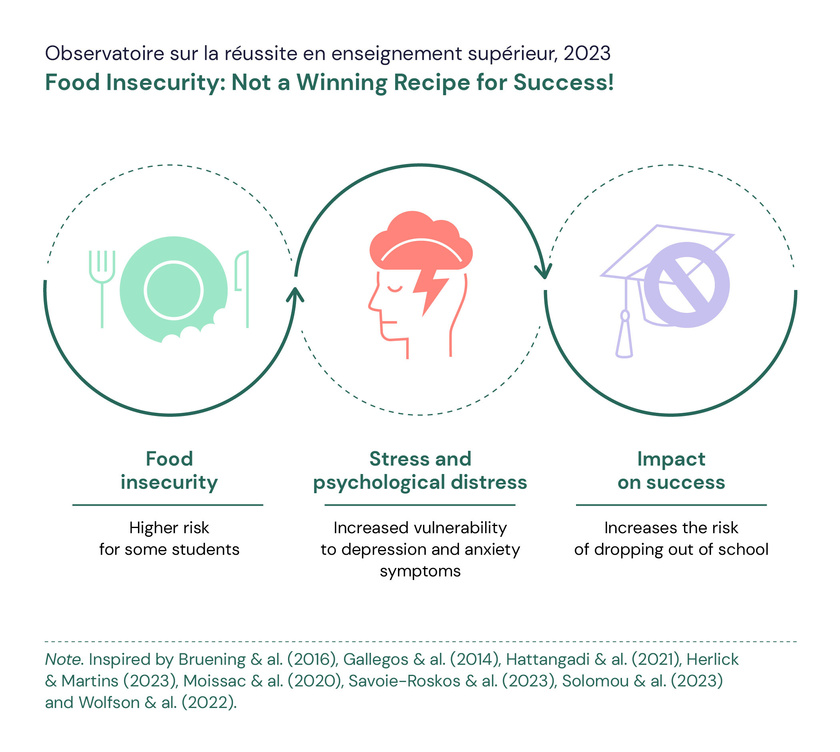 Observatoire sur la réussite en enseignement supérieur, 2023
Food Insecurity: Not a Winning Recipe for Success!
Food
insecurity
Higher risk
for some students
Stress and
psychological distress
Increased vulnerability
to depression and anxiety
symptoms
Impact
on success
Increases the risk
of dropping out of school
Note. Inspired by Bruening & al. (2016), Gallegos & al. (2014), Hattangadi & al. (2021), Herlick
& Martins (2023), Moissac & al. (2020), Savoie-Roskos & al. (2023), Solomou & al. (2023)
and Wolfson & al. (2022).